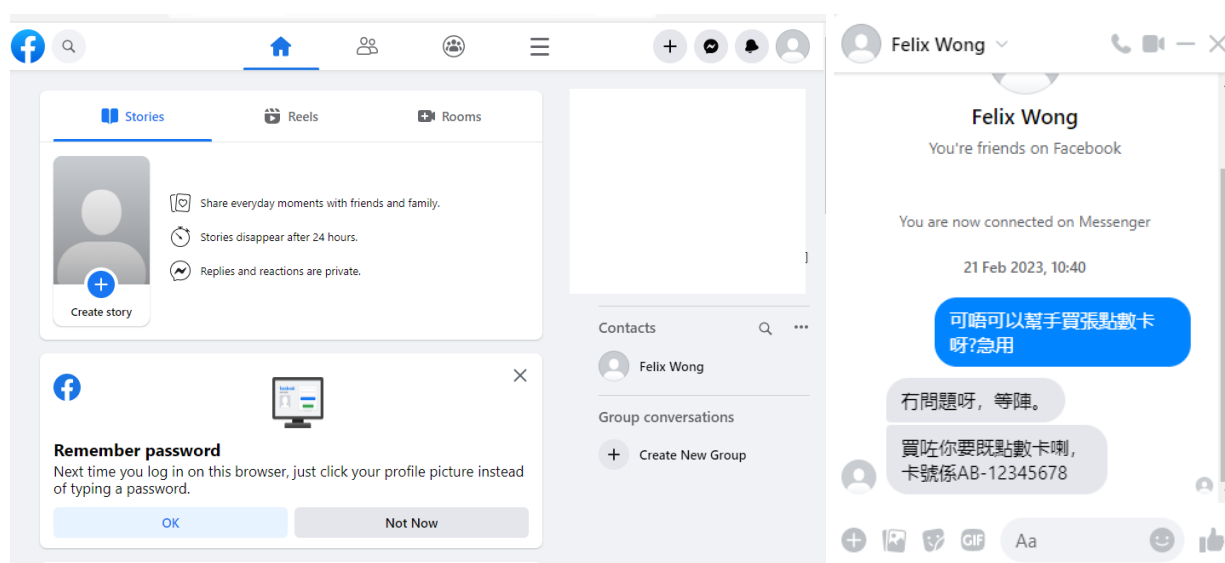 Stories
Reels
Rooms
Share everyday moments with friends and family.
Stories disappear after 24 hours.
Replies and reactions are private.
Create story
Remember password
Next time you log in on this browser, just click your profile picture instead
of typing a password.
OK
Not Now
Contacts
Felix Wong
Group conversations
Create New Group
Felix Wong
Felix Wong
You're friends on Facebook
You are now connected on Messenger
21 Feb 2023, 10:40
可唔可以幫手買張點數卡
呀?急用
冇問題呀，等陣。
買咗你要既點數卡喇，
卡號係AB-12345678
GIF
Aa